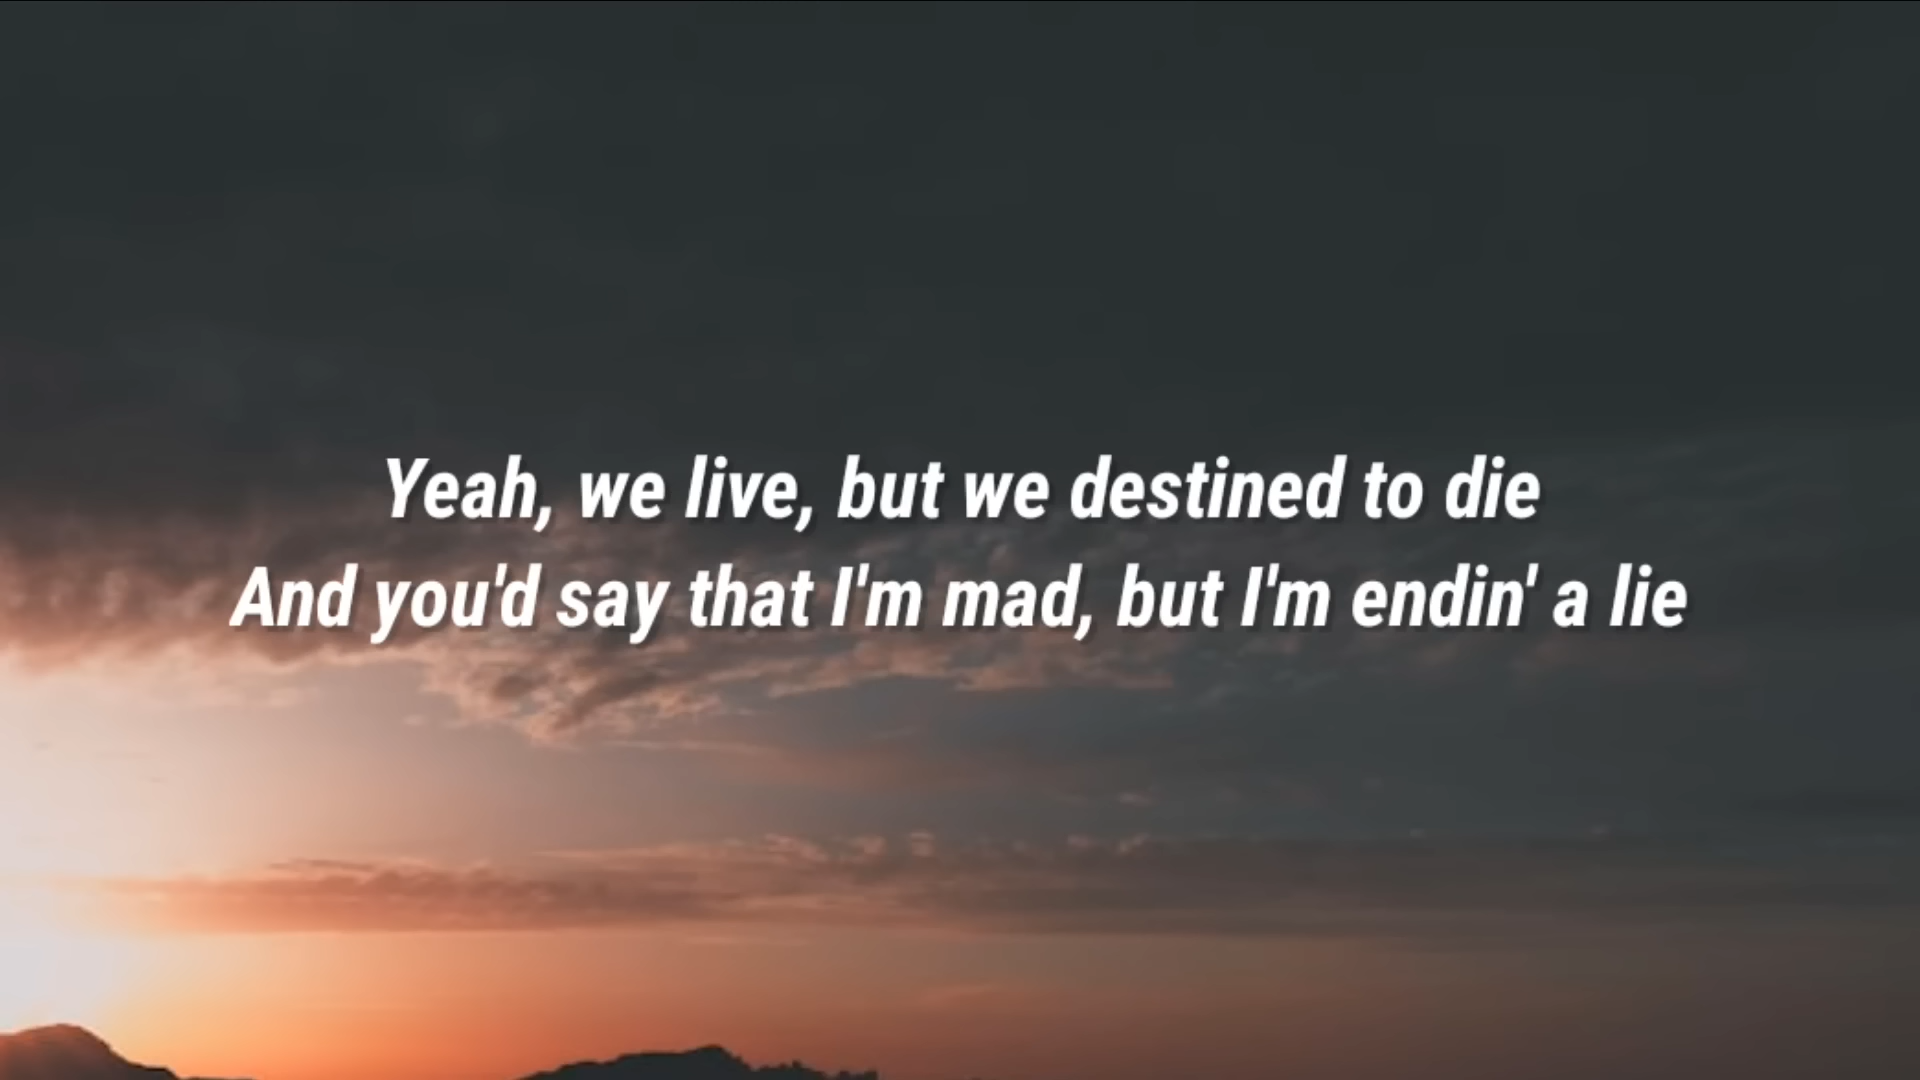 Yeah, we live, but we destined to die
And you'd say that I'm mad, but I'm endin' a lie